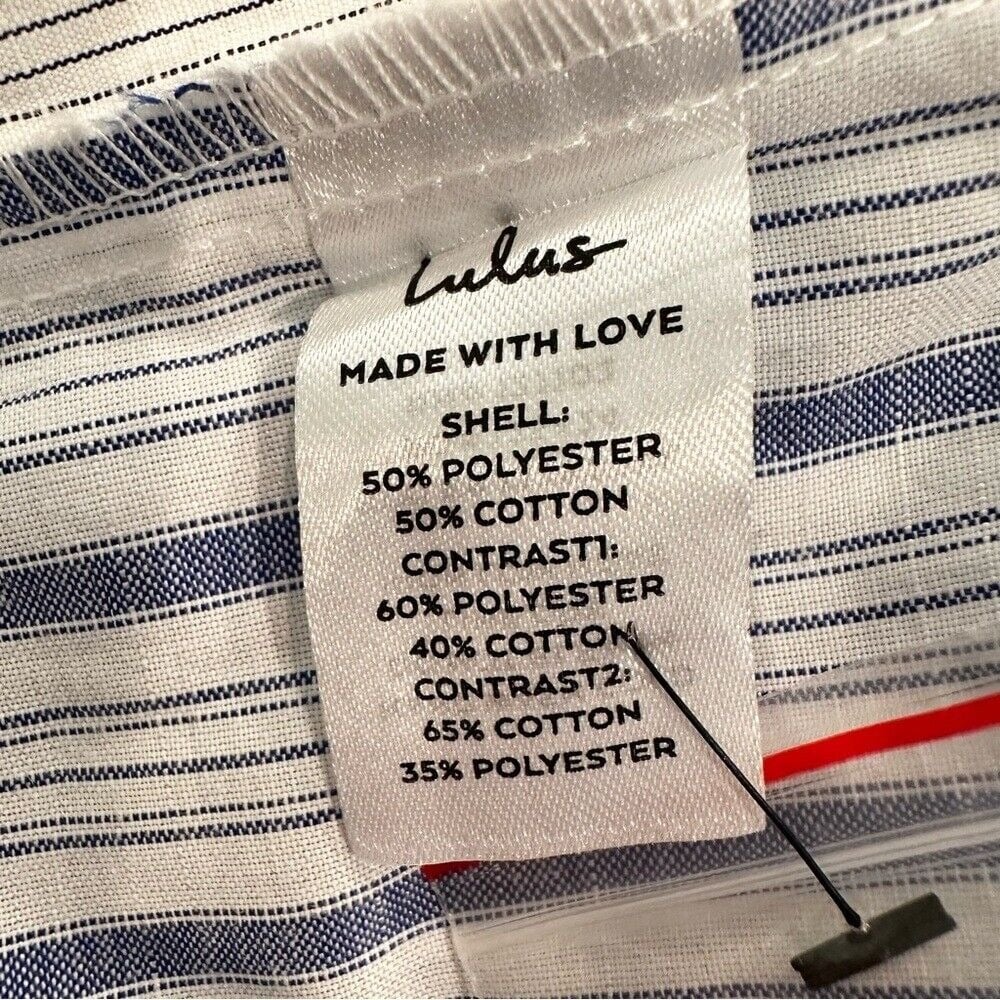 Lulus
MADE WITH LOVE
SHELL:
50% POLYESTER
50% COTTON
CONTRAST1:
60% POLYESTER
40% COTTON
CONTRAST2:
65% COTTON
35% POLYESTER